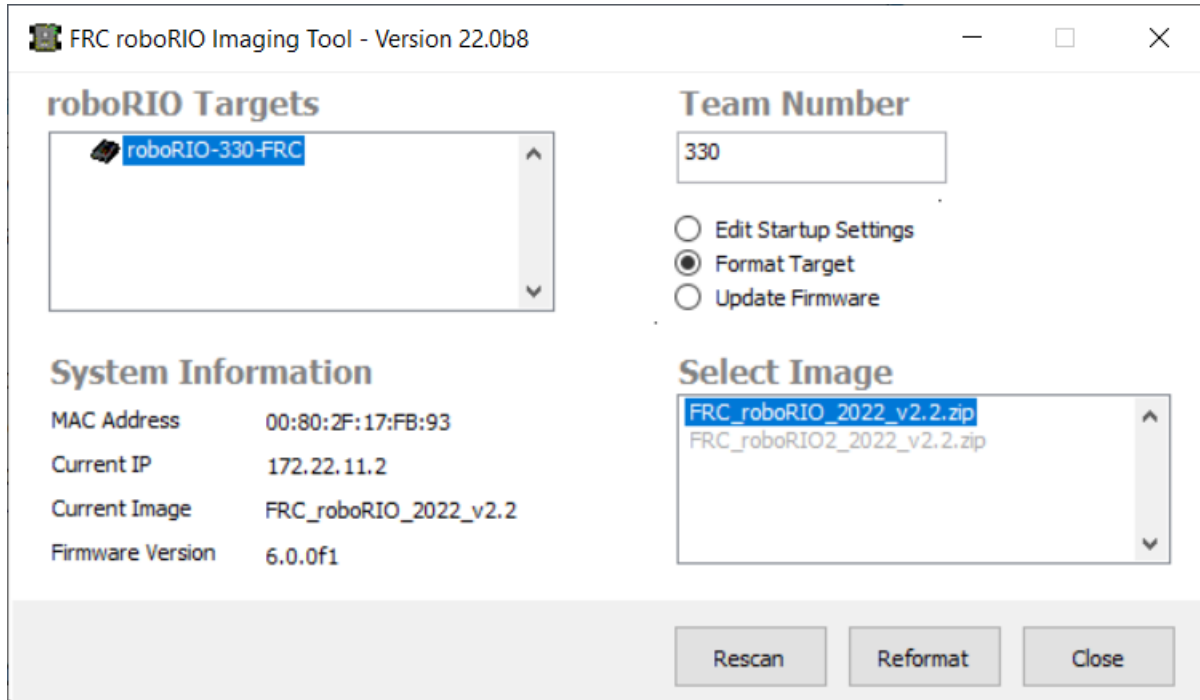 FRC roboRIO Imaging Tool - Version 22.0b8
roboRIO Targets
roboRIO-330-FRC
Team Number
330
Edit Startup Settings
Format Target
Update Firmware
System Information
MAC Address 00:80:2F:17:FB:93
Current IP 172.22.11.2
Current Image FRC_roboRIO_2022_v2.2
Firmware Version 6.0.0f1
Select Image
FRC_roboRIO_2022_v2.2.zip
FRC_roboRIO2_2022_v2.2.zip
Rescan Reformat Close